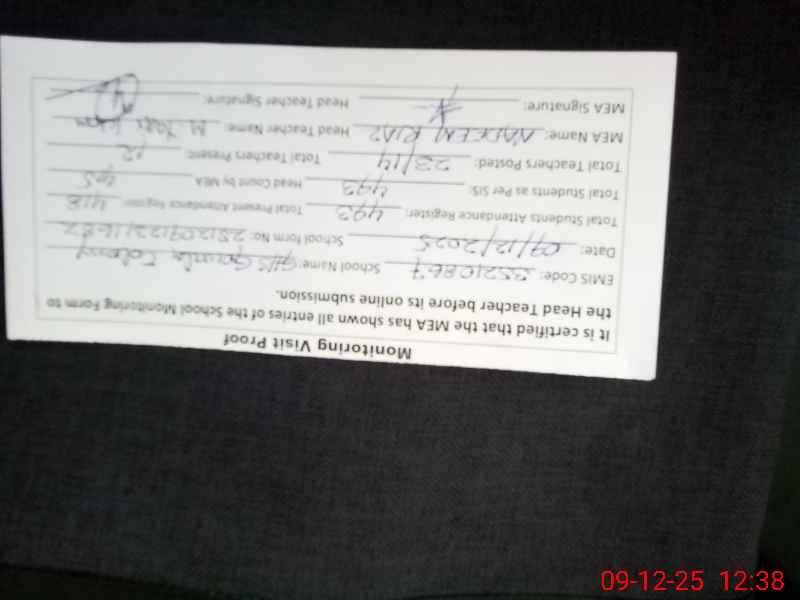 Monitoring Visit Proof
It is certified that the MEA has shown all entries of the School Monitoring Form to
the Head Teacher before its online submission.
EMIS Code: 35210867 School Name: GHS Colony
Date: 09/12/2025 School form No:
Total Students Attendance Register: 493 Total Present Attendance Register: 418
Total Students as Per SIS: 493 Head Count by MEA 405
Total Teachers Posted: 23/14 Total Teachers Present: 12
MEA Name: NADEEM RIAZ Head Teacher Name: M.
MEA Signature: Head Teacher Signature:
09-12-25 12:38